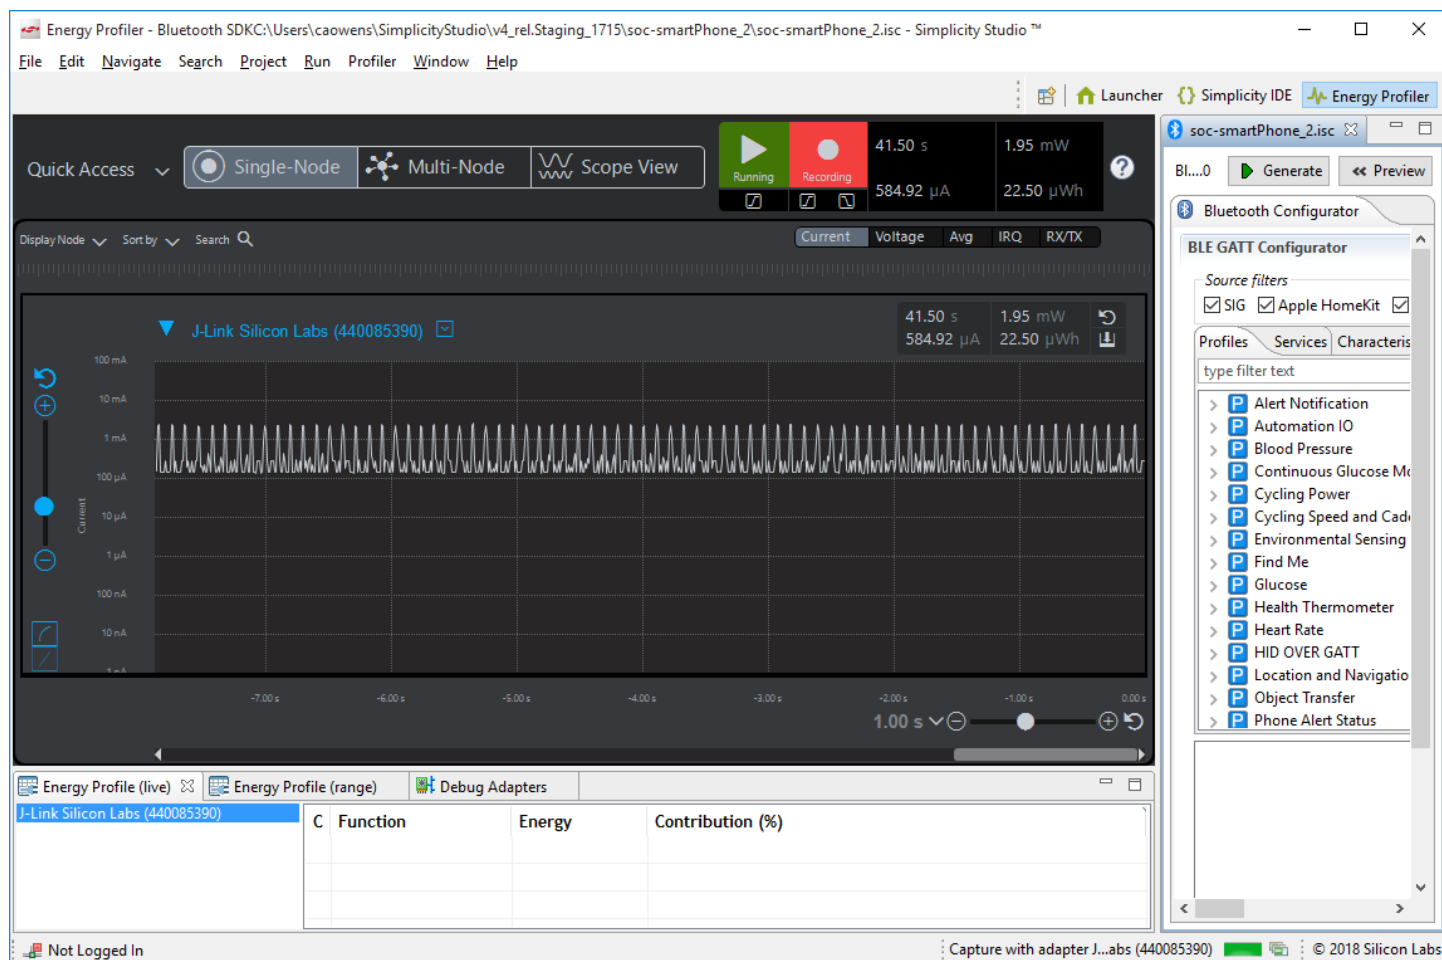 Energy Profiler - Bluetooth SDKC:\Users\caowens\SimplicityStudio\v4_rel.Staging_1715\soc-smartPhone_2\soc-smartPhone_2.isc - Simplicity Studio ™
File Edit Navigate Search Project Run Profiler Window Help
Launcher Simplicity IDE Energy Profiler
Quick Access Single-Node Multi-Node Scope View
Running Recording
41.50 s 1.95 mW
584.92 µA 22.50 µWh
?
Display Node Sort by Search
Current Voltage Avg IRQ RX/TX
J-Link Silicon Labs (440085390)
41.50 s 1.95 mW
584.92 µA 22.50 µWh
100 mA
10 mA
1 mA
100 µA
10 µA
1 µA
100 nA
10 nA
1 nA
Current
-7.00 s -6.00 s -5.00 s -4.00 s -3.00 s -2.00 s -1.00 s 0.00 s
1.00 s
soc-smartPhone_2.isc
Bl....0 Generate Preview
Bluetooth Configurator
BLE GATT Configurator
Source filters
SIG Apple HomeKit
Profiles Services Characteris
type filter text
P Alert Notification
P Automation IO
P Blood Pressure
P Continuous Glucose Mo
P Cycling Power
P Cycling Speed and Cade
P Environmental Sensing
P Find Me
P Glucose
P Health Thermometer
P Heart Rate
P HID OVER GATT
P Location and Navigatio
P Object Transfer
P Phone Alert Status
Energy Profile (live) Energy Profile (range) Debug Adapters
J-Link Silicon Labs (440085390)
C Function Energy Contribution (%)
Not Logged In
Capture with adapter J...abs (440085390)
© 2018 Silicon Labs